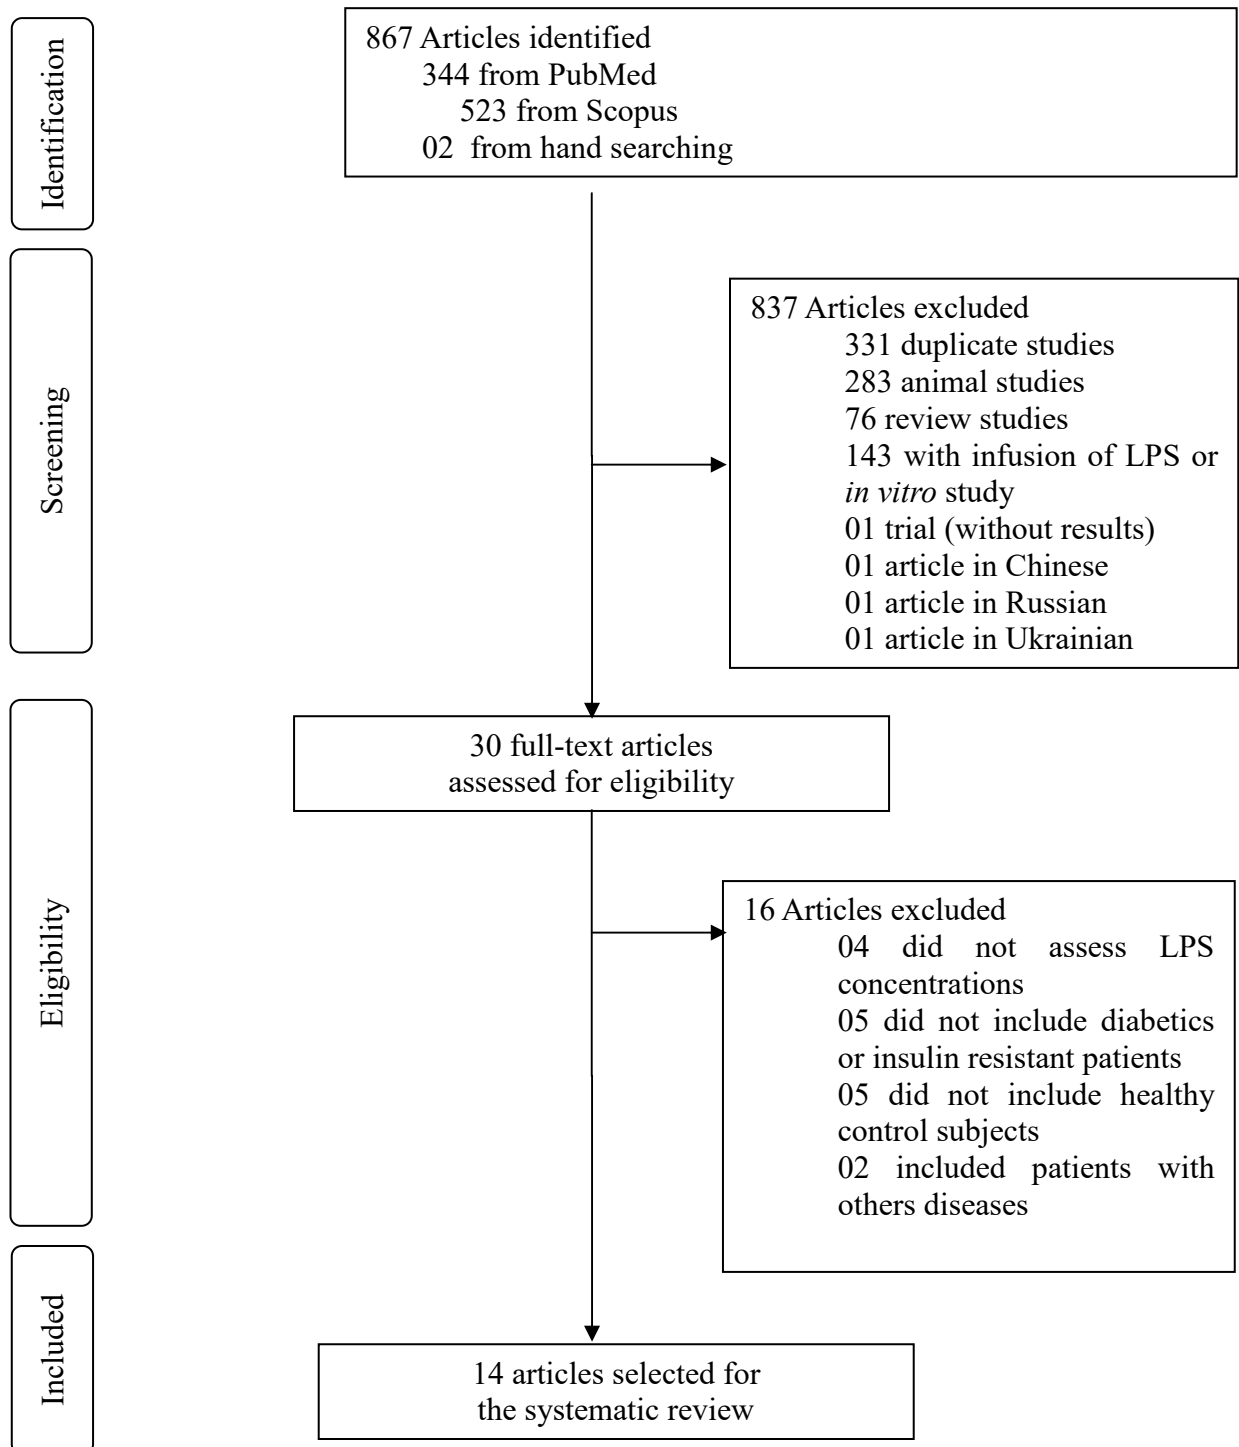 Identification
867 Articles identified
344 from PubMed
523 from Scopus
02 from hand searching
Screening
837 Articles excluded
331 duplicate studies
283 animal studies
76 review studies
143 with infusion of LPS or
in vitro study
01 trial (without results)
01 article in Chinese
01 article in Russian
01 article in Ukrainian
Eligibility
30 full-text articles
assessed for eligibility
16 Articles excluded
04 did not assess LPS
concentrations
05 did not include diabetics
or insulin resistant patients
05 did not include healthy
control subjects
02 included patients with
others diseases
Included
14 articles selected for
the systematic review